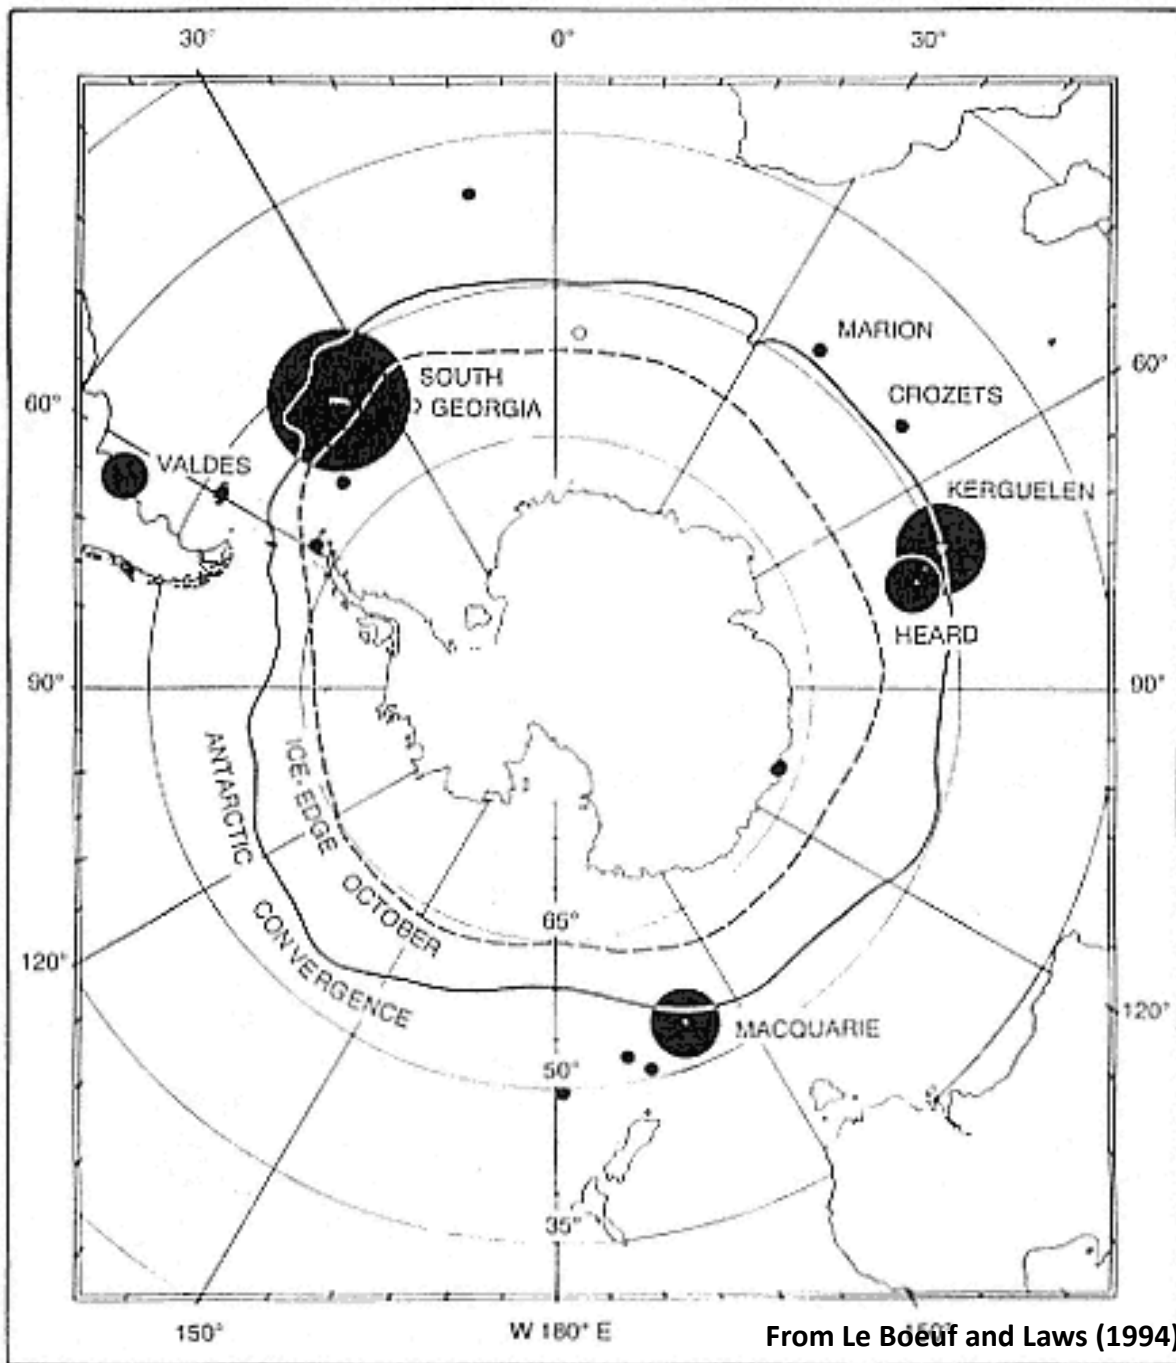 30° 0° 30°
MARION
60°
CROZETS
SOUTH
GEORGIA
60°
VALDES
KERGUELEN
HEARD
90° 90°
ANTARCTIC
CONVERGENCE
ICE-EDGE
OCTOBER
65°
120°
120°
MACQUARIE
50°
35°
150° W 180° E 150°
From Le Boeuf and Laws (1994)